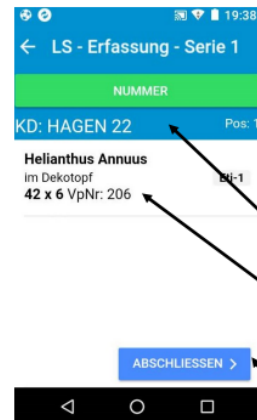 19:38
← LS - Erfassung - Serie 1
NUMMER
KD: HAGEN 22 Pos: 1
Helianthus Annuus
im Dekotopf Eti-1
42 x 6 VpNr: 206
ABSCHLIESSEN >